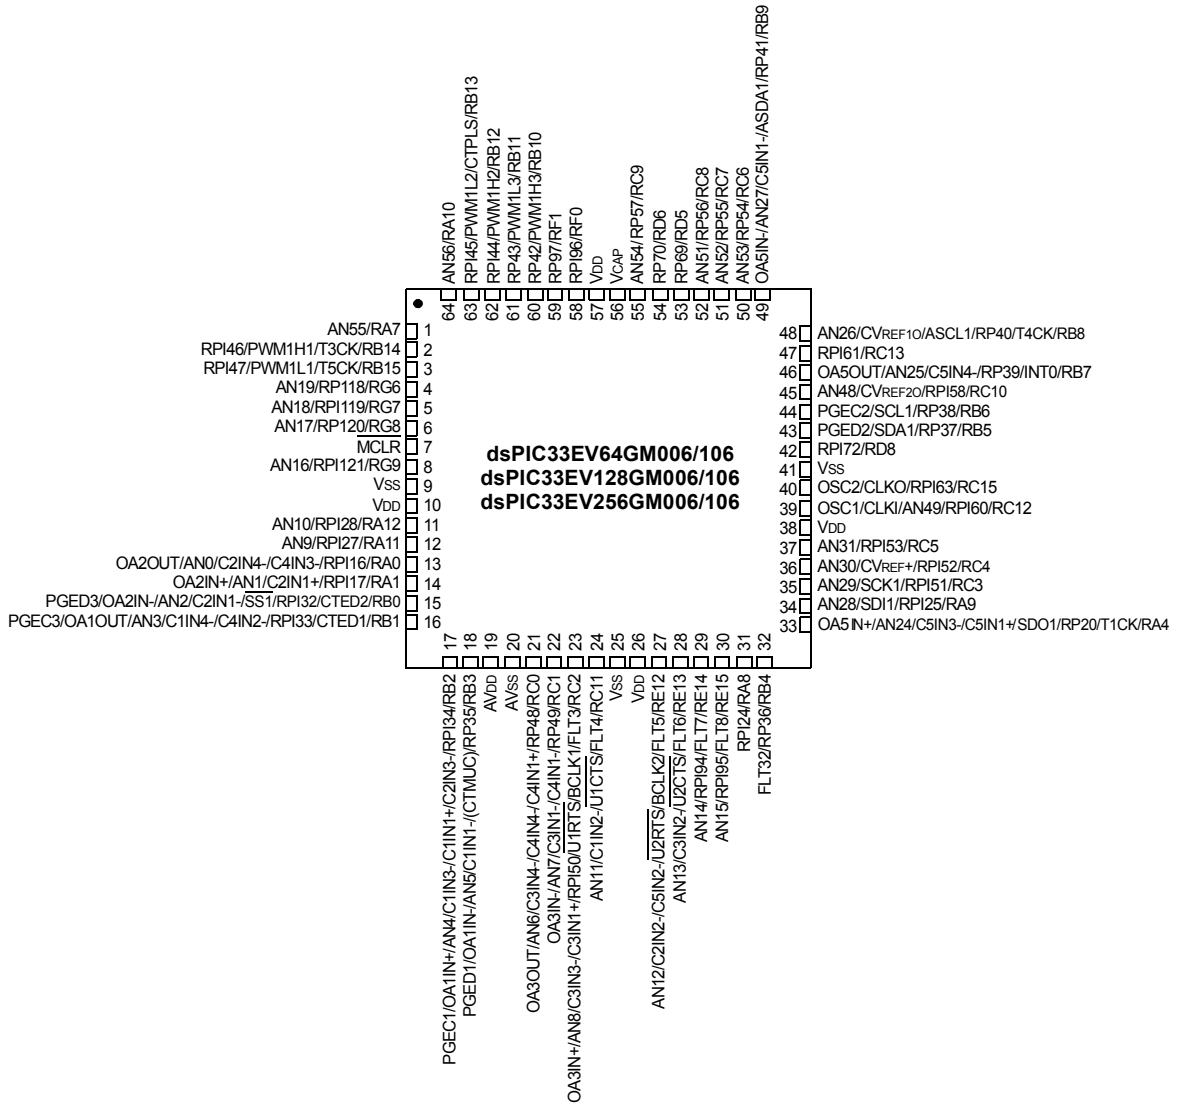 AN56/RA10
RPI45/PWM1L2/CTPLS/RB13
RPI44/PWM1H2/RB12
RP43/PWM1L3/RB11
RP42/PWM1H3/RB10
RP97/RF1
RPI96/RF0
VDD
VCAP
AN54/RP57/RC9
RP70/RD6
RP69/RD5
AN51/RP56/RC8
AN52/RP55/RC7
AN53/RP54/RC6
OA5IN-/AN27/C5IN1-/ASDA1/RP41/RB9
64 63 62 61 60 59 58 57 56 55 54 53 52 51 50 49
AN55/RA7 1
RPI46/PWM1H1/T3CK/RB14 2
RPI47/PWM1L1/T5CK/RB15 3
AN19/RP118/RG6 4
AN18/RPI119/RG7 5
AN17/RP120/RG8 6
MCLR 7
AN16/RPI121/RG9 8
VSS 9
VDD 10
AN10/RPI28/RA12 11
AN9/RPI27/RA11 12
OA2OUT/AN0/C2IN4-/C4IN3-/RPI16/RA0 13
OA2IN+/AN1/C2IN1+/RPI17/RA1 14
PGED3/OA2IN-/AN2/C2IN1-/SS1/RPI32/CTED2/RB0 15
PGEC3/OA1OUT/AN3/C1IN4-/C4IN2-/RPI33/CTED1/RB1 16
dsPIC33EV64GM006/106
dsPIC33EV128GM006/106
dsPIC33EV256GM006/106
48 AN26/CVREF1O/ASCL1/RP40/T4CK/RB8
47 RPI61/RC13
46 OA5OUT/AN25/C5IN4-/RP39/INT0/RB7
45 AN48/CVREF2O/RPI58/RC10
44 PGEC2/SCL1/RP38/RB6
43 PGED2/SDA1/RP37/RB5
42 RPI72/RD8
41 VSS
40 OSC2/CLKO/RPI63/RC15
39 OSC1/CLKI/AN49/RPI60/RC12
38 VDD
37 AN31/RPI53/RC5
36 AN30/CVREF+/RPI52/RC4
35 AN29/SCK1/RPI51/RC3
34 AN28/SDI1/RPI25/RA9
33 OA5IN+/AN24/C5IN3-/C5IN1+/SDO1/RP20/T1CK/RA4
17 18 19 20 21 22 23 24 25 26 27 28 29 30 31 32
PGEC1/OA1IN+/AN4/C1IN3-/C1IN1+/C2IN3-/RPI34/RB2
PGED1/OA1IN-/AN5/C1IN1-/(CTMUC)/RP35/RB3
AVDD
AVSS
OA3OUT/AN6/C3IN4-/C4IN4-/C4IN1+/RP48/RC0
OA3IN-/AN7/C3IN1-/C4IN1-/RP49/RC1
OA3IN+/AN8/C3IN3-/C3IN1+/RPI50/U1RTS/BCLK1/FLT3/RC2
AN11/C1IN2-/U1CTS/FLT4/RC11
VSS
VDD
AN12/C2IN2-/C5IN2-/U2RTS/BCLK2/FLT5/RE12
AN13/C3IN2-/U2CTS/FLT6/RE13
AN14/RPI94/FLT7/RE14
AN15/RPI95/FLT8/RE15
RPI24/RA8
FLT32/RP36/RB4